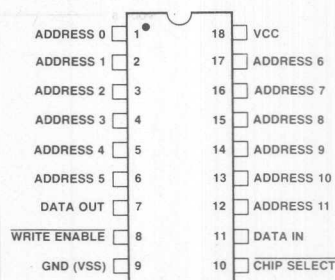 ADDRESS 0 1 18 VCC
ADDRESS 1 2 17 ADDRESS 6
ADDRESS 2 3 16 ADDRESS 7
ADDRESS 3 4 15 ADDRESS 8
ADDRESS 4 5 14 ADDRESS 9
ADDRESS 5 6 13 ADDRESS 10
DATA OUT 7 12 ADDRESS 11
WRITE ENABLE 8 11 DATA IN
GND (VSS) 9 10 CHIP SELECT